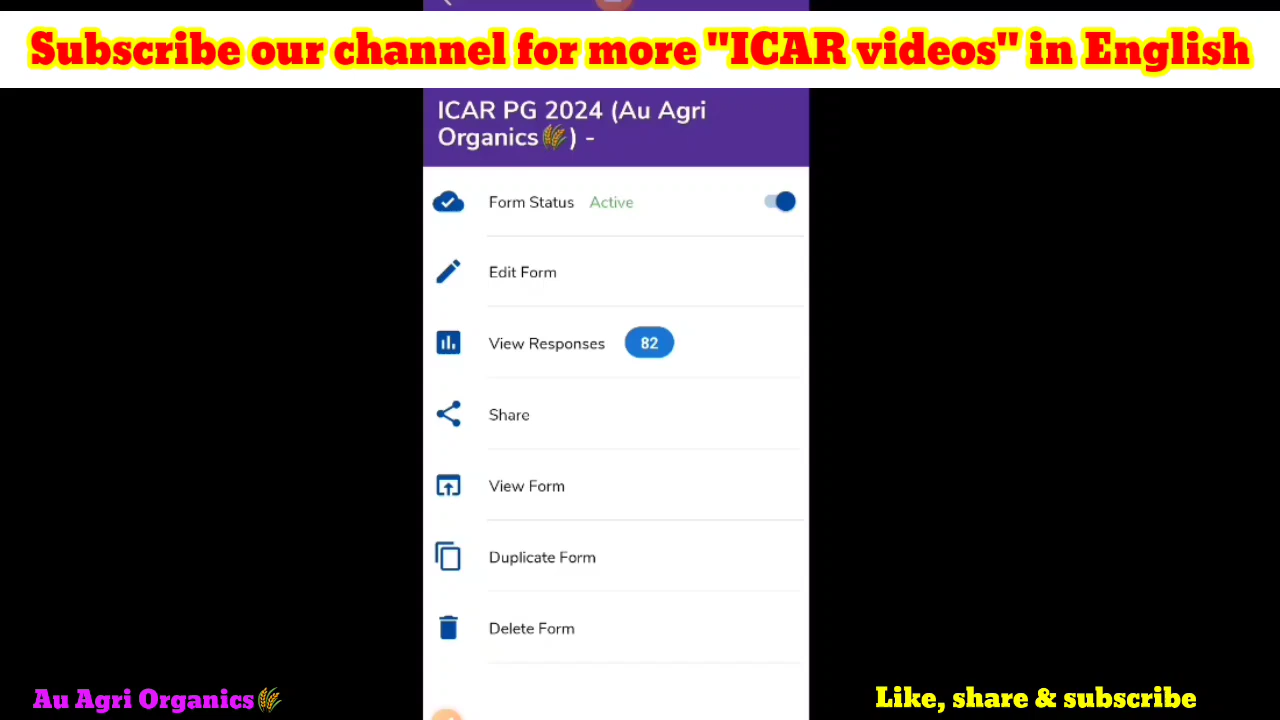 Subscribe our channel for more "ICAR videos" in English
ICAR PG 2024 (Au Agri
Organics🌾) -
Form Status Active
Edit Form
View Responses 82
Share
View Form
Duplicate Form
Delete Form
Au Agri Organics🌾
Like, share & subscribe